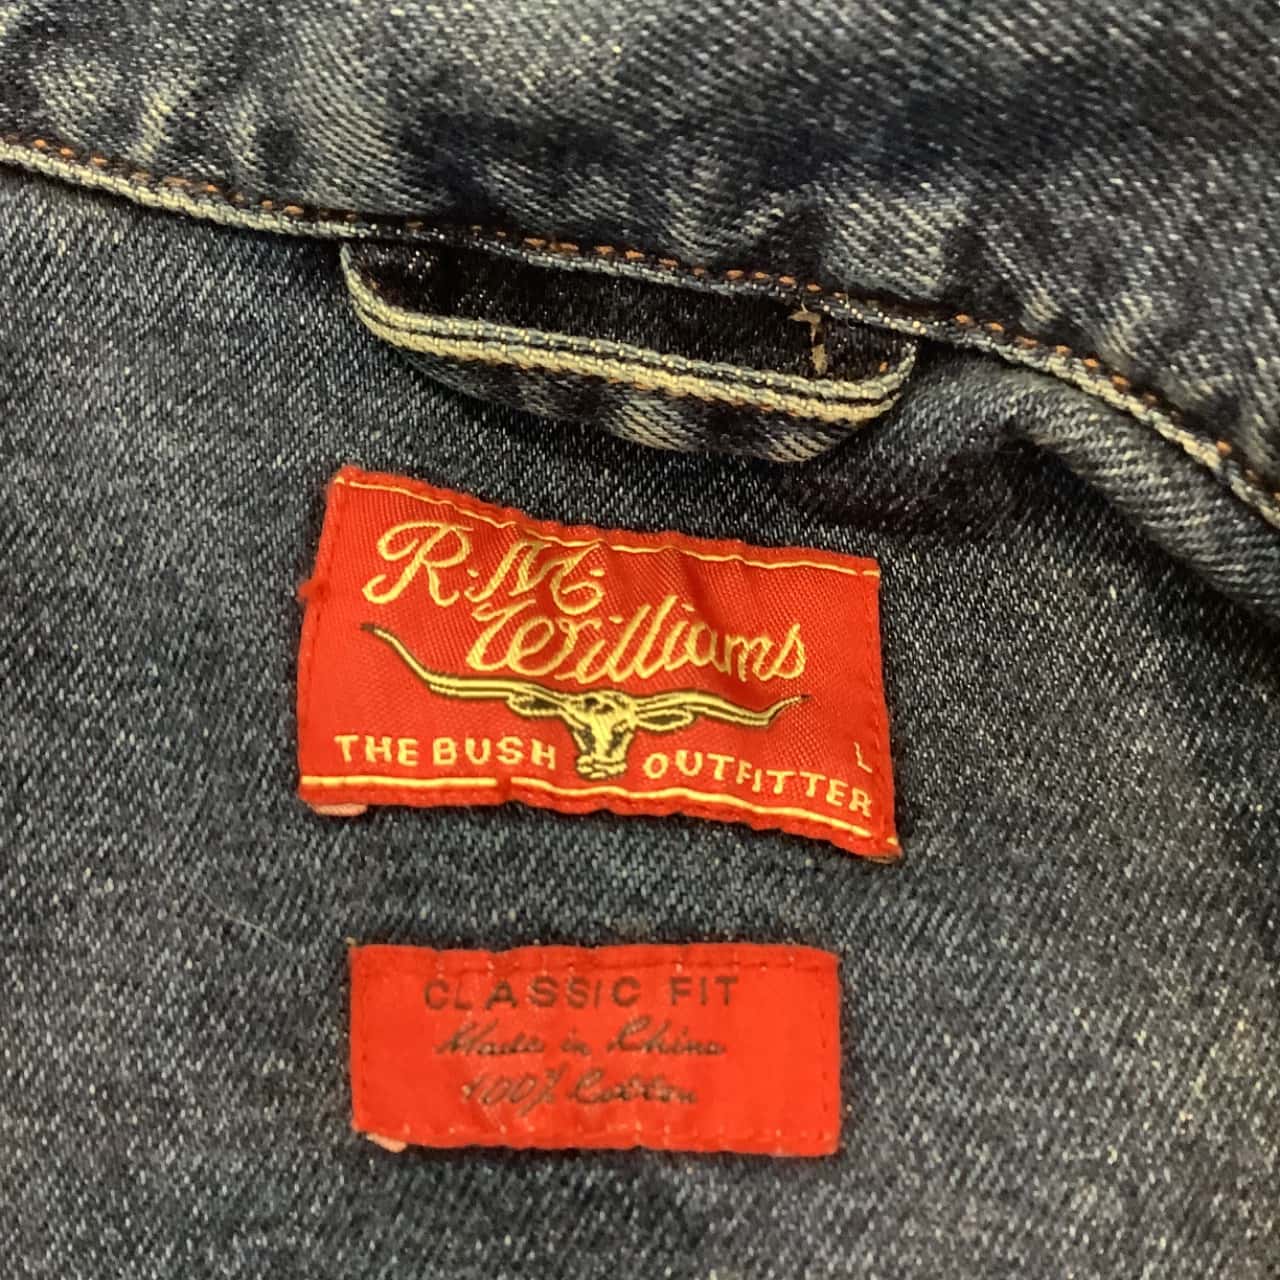 R.M.
Williams
THE BUSH OUTFITTER
L
CLASSIC FIT
Made in China
100% Cotton